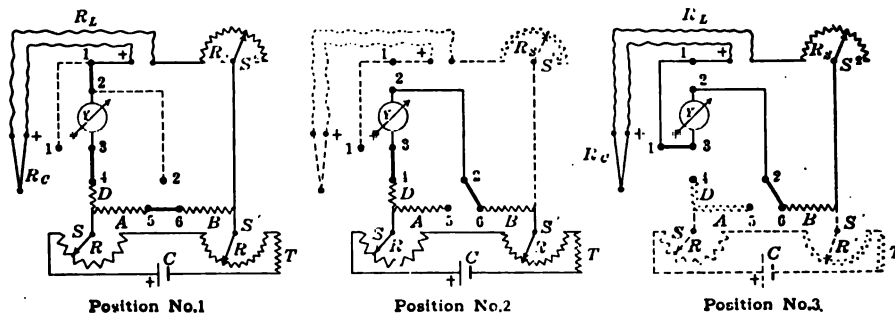 R_L
R S
1 +
2
Y
+
1 + 3
R_C 4 2
D
A 5 6 B
S S'
R R T
C
+
Position No.1
R_s
S
1 +
2
Y
+
1 3
4 2
D
A 5 6 B
S S'
R R T
C
+
Position No.2
R_L
R_s S
1 +
2
Y
+
1 + 3
R_C 4 2
D
A 5 6 B
S S'
R R T
C
+
Position No.3.